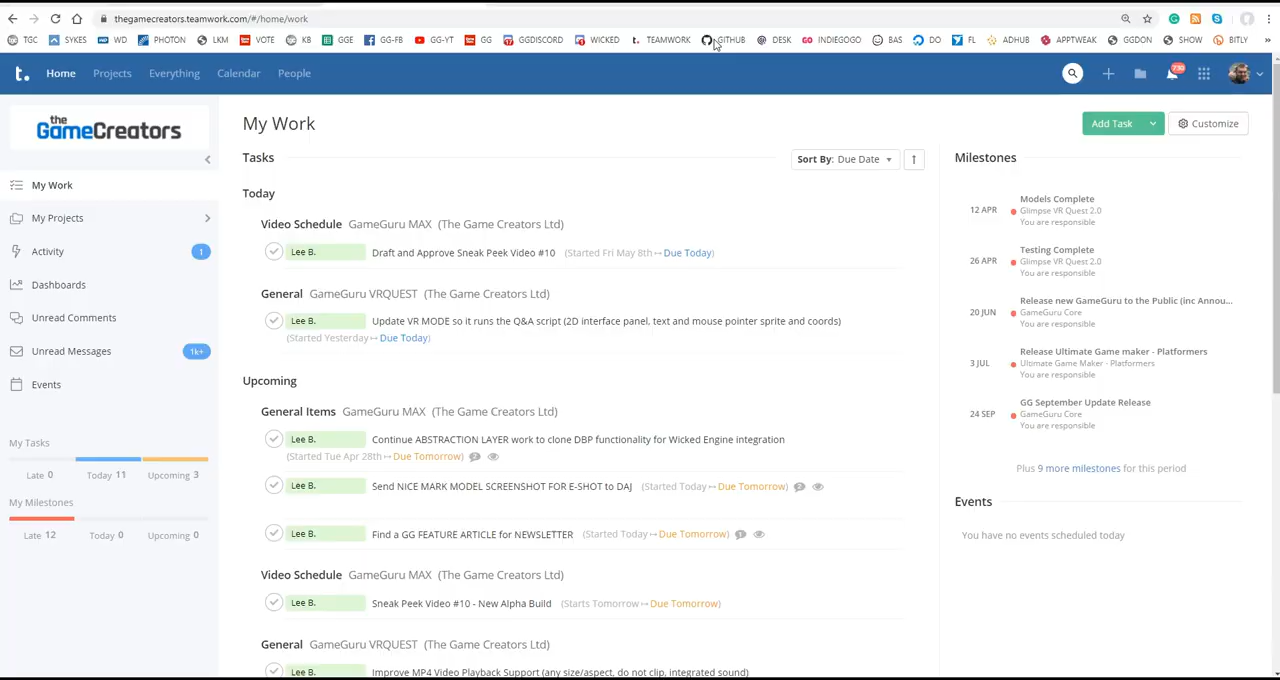 thegamecreators.teamwork.com/#/home/work
TGC SYKES WD PHOTON LKM VOTE KB GGE GG-FB GG-YT GG GGDISCORD WICKED TEAMWORK GITHUB DESK INDIEGOGO BAS DO FL ADHUB APPTWEAK GGDON SHOW BITLY »
t. Home Projects Everything Calendar People 730
the GameCreators
My Work
My Projects
Activity 1
Dashboards
Unread Comments
Unread Messages 1k+
Events
My Tasks
Late 0 Today 11 Upcoming 3
My Milestones
Late 12 Today 0 Upcoming 0
My Work
Add Task Customize
Tasks
Sort By: Due Date
Today
Video Schedule GameGuru MAX (The Game Creators Ltd)
Lee B. Draft and Approve Sneak Peek Video #10 (Started Fri May 8th ↦ Due Today)
General GameGuru VRQUEST (The Game Creators Ltd)
Lee B. Update VR MODE so it runs the Q&A script (2D interface panel, text and mouse pointer sprite and coords)
(Started Yesterday ↦ Due Today)
Upcoming
General Items GameGuru MAX (The Game Creators Ltd)
Lee B. Continue ABSTRACTION LAYER work to clone DBP functionality for Wicked Engine integration
(Started Tue Apr 28th ↦ Due Tomorrow)
Lee B. Send NICE MARK MODEL SCREENSHOT FOR E-SHOT to DAJ (Started Today ↦ Due Tomorrow)
Lee B. Find a GG FEATURE ARTICLE for NEWSLETTER (Started Today ↦ Due Tomorrow)
Video Schedule GameGuru MAX (The Game Creators Ltd)
Lee B. Sneak Peek Video #10 - New Alpha Build (Starts Tomorrow ↦ Due Tomorrow)
General GameGuru VRQUEST (The Game Creators Ltd)
Lee B. Improve MP4 Video Playback Support (any size/aspect, do not clip, integrated sound)
Milestones
12 APR Models Complete
Glimpse VR Quest 2.0
You are responsible
26 APR Testing Complete
Glimpse VR Quest 2.0
You are responsible
20 JUN Release new GameGuru to the Public (inc Annou...
GameGuru Core
You are responsible
3 JUL Release Ultimate Game maker - Platformers
Ultimate Game Maker - Platformers
You are responsible
24 SEP GG September Update Release
GameGuru Core
You are responsible
Plus 9 more milestones for this period
Events
You have no events scheduled today